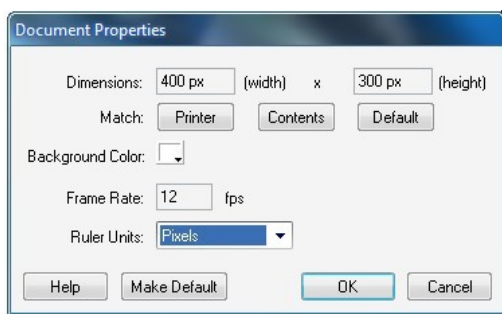 Document Properties
Dimensions: 400 px (width) x 300 px (height)
Match: Printer Contents Default
Background Color:
Frame Rate: 12 fps
Ruler Units: Pixels
Help Make Default OK Cancel